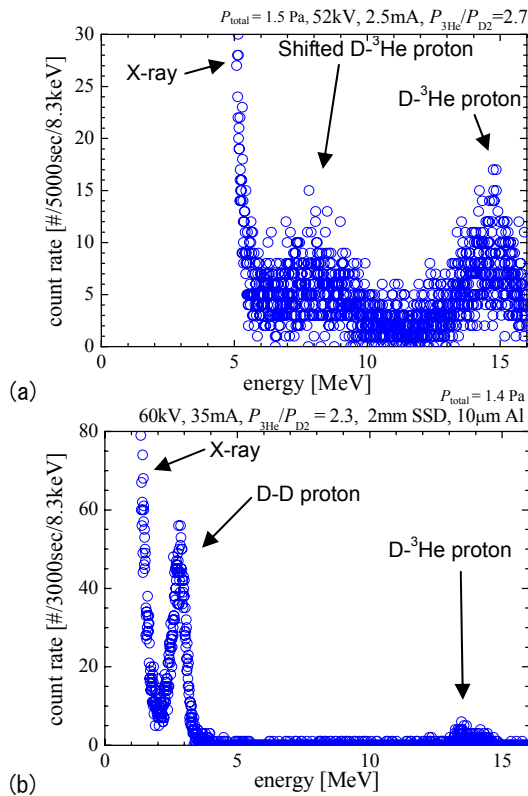 P_total = 1.5 Pa, 52kV, 2.5mA, P_3He/P_D2=2.7
30
25
20
15
10
5
0
count rate [#/5000sec/8.3keV]
X-ray
Shifted D-³He proton
D-³He proton
0 5 10 15
energy [MeV]
(a)
P_total = 1.4 Pa
60kV, 35mA, P_3He/P_D2 = 2.3, 2mm SSD, 10μm Al
80
60
40
20
0
count rate [#/3000sec/8.3keV]
X-ray
D-D proton
D-³He proton
0 5 10 15
energy [MeV]
(b)